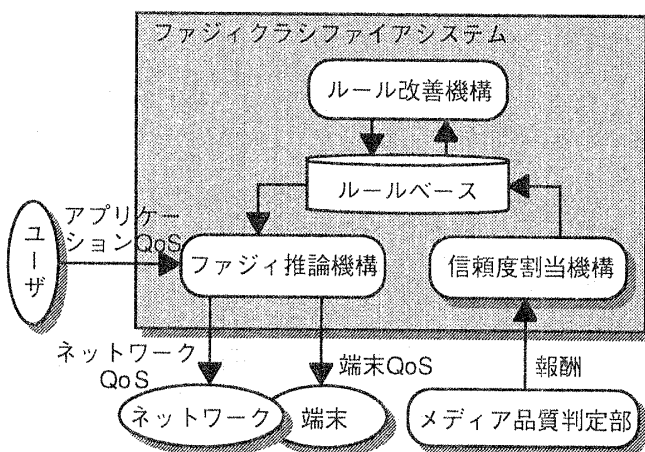 ファジィクラシファイアシステム
ルール改善機構
ルールベース
アプリケー
ションQoS
ユーザ
ファジィ推論機構
信頼度割当機構
ネットワーク
QoS
端末QoS
報酬
ネットワーク
端末
メディア品質判定部